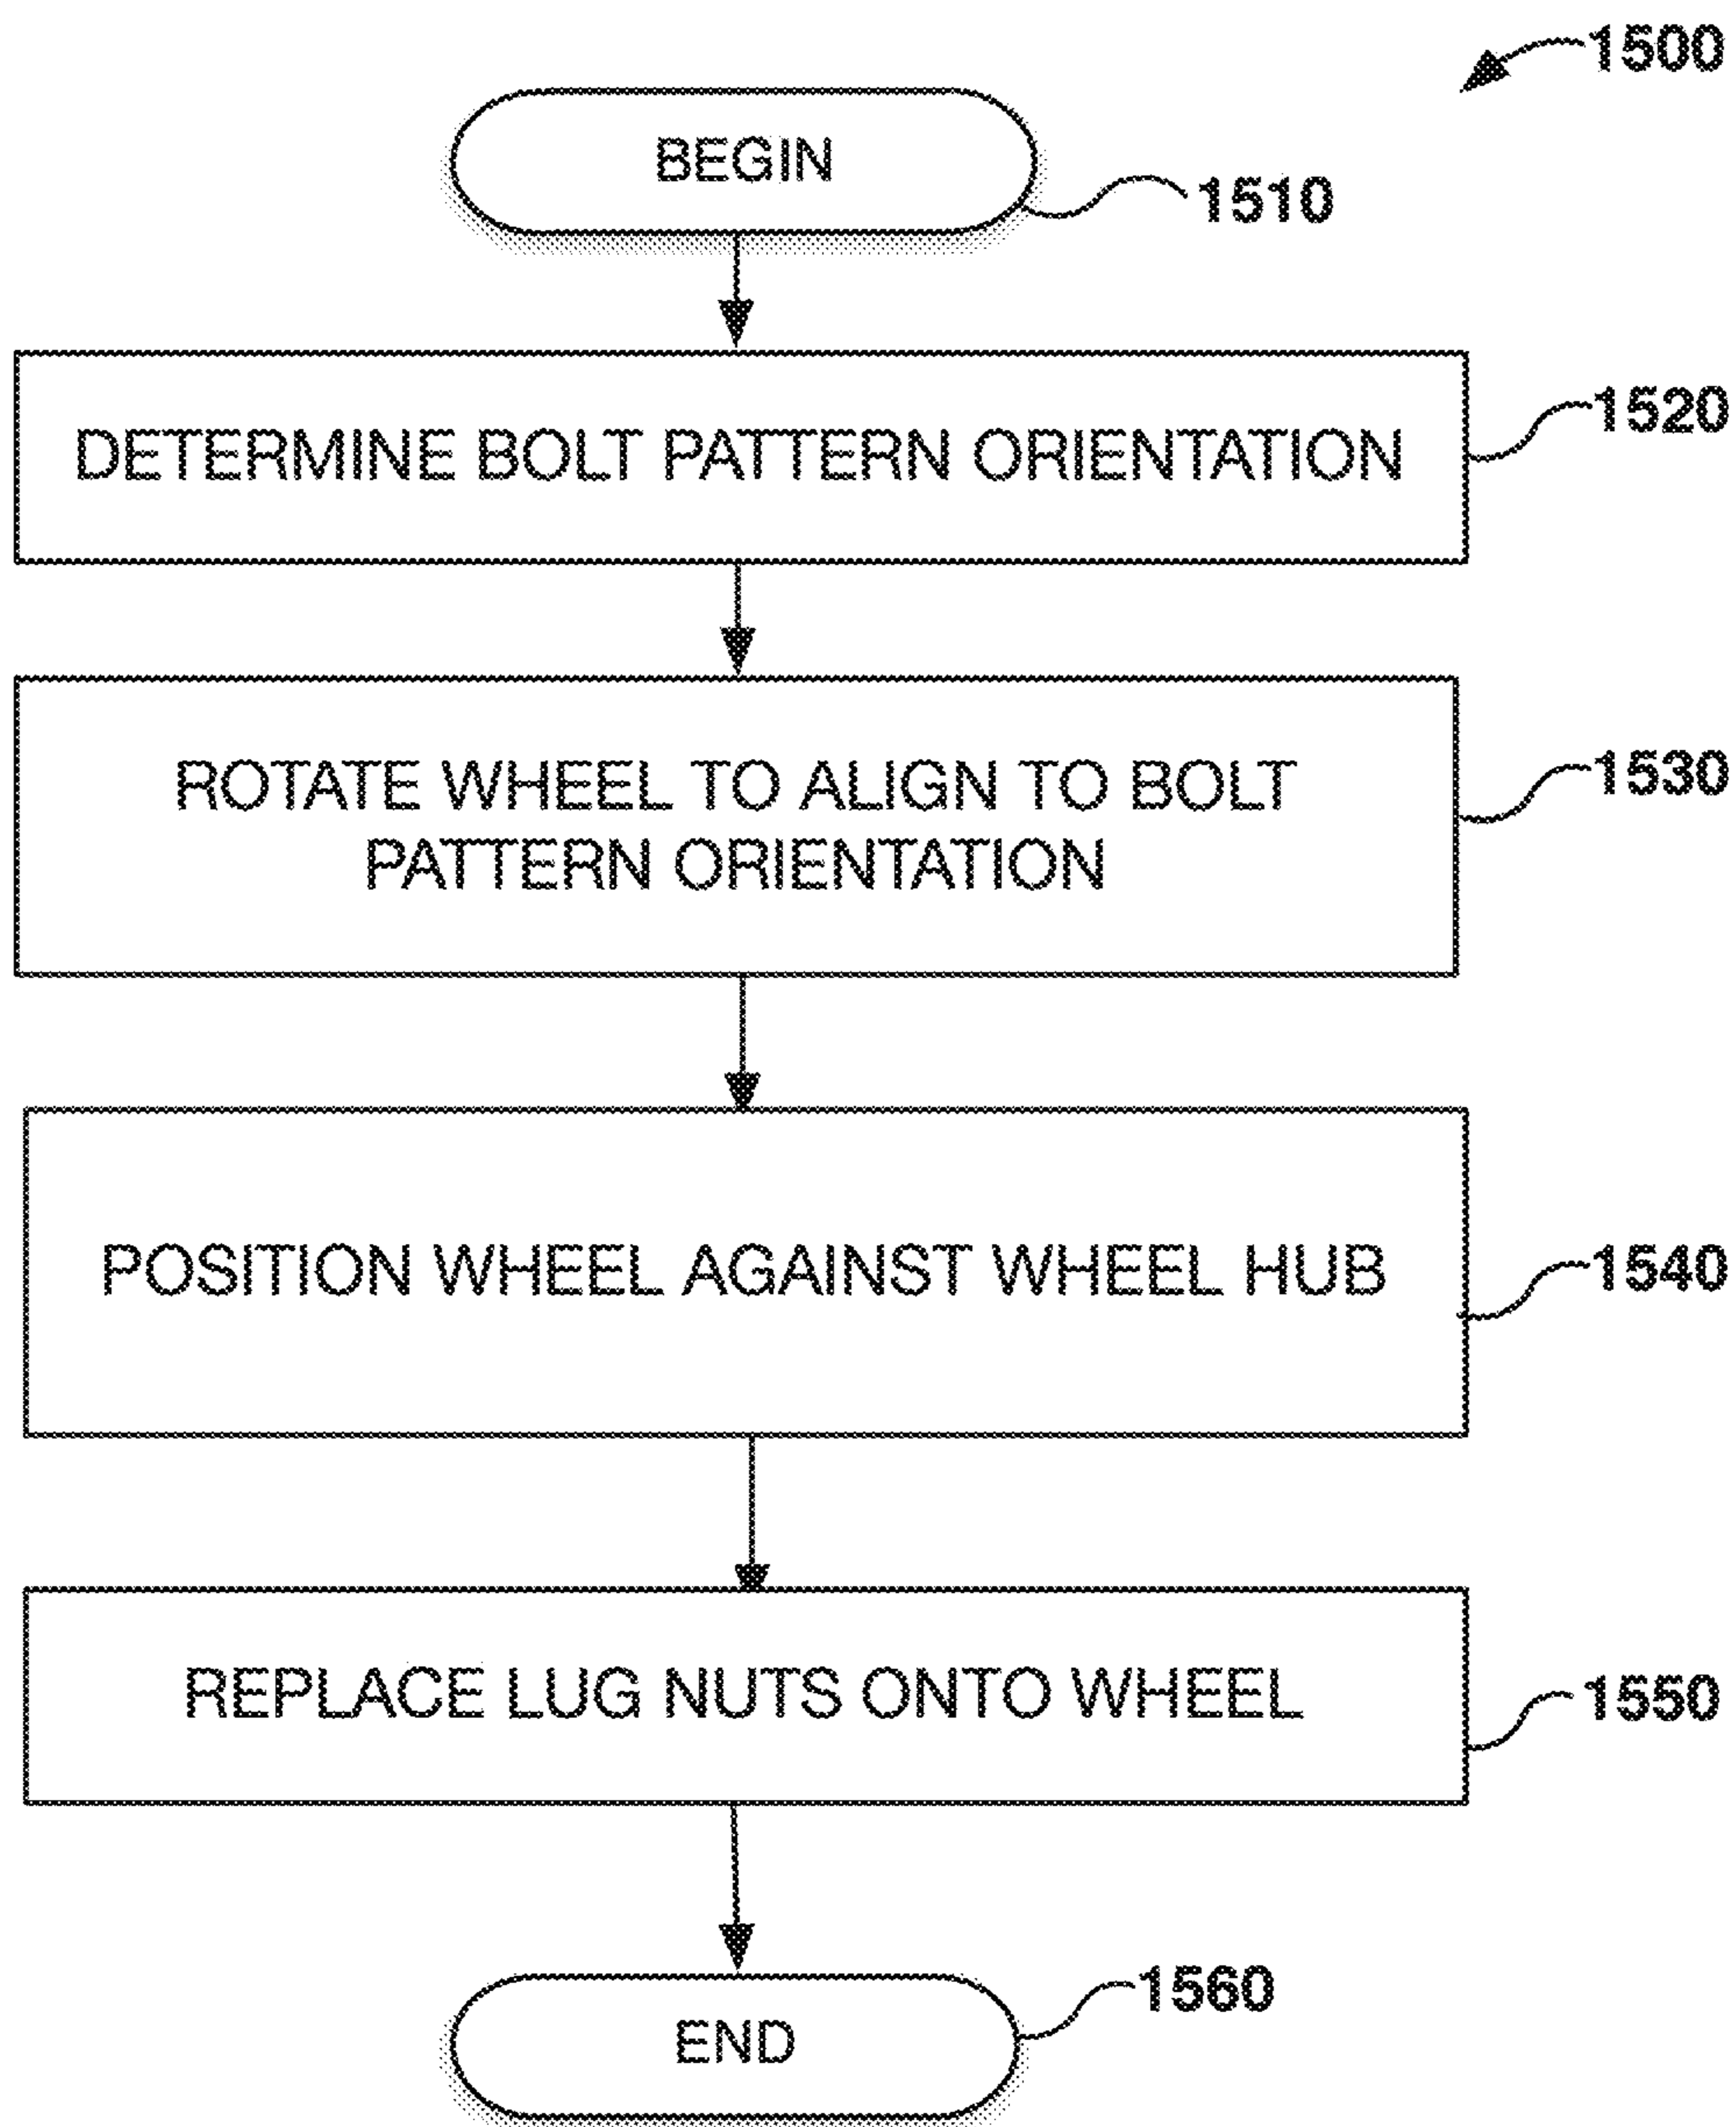 1500
BEGIN
1510
DETERMINE BOLT PATTERN ORIENTATION
1520
ROTATE WHEEL TO ALIGN TO BOLT
PATTERN ORIENTATION
1530
POSITION WHEEL AGAINST WHEEL HUB
1540
REPLACE LUG NUTS ONTO WHEEL
1550
END
1560